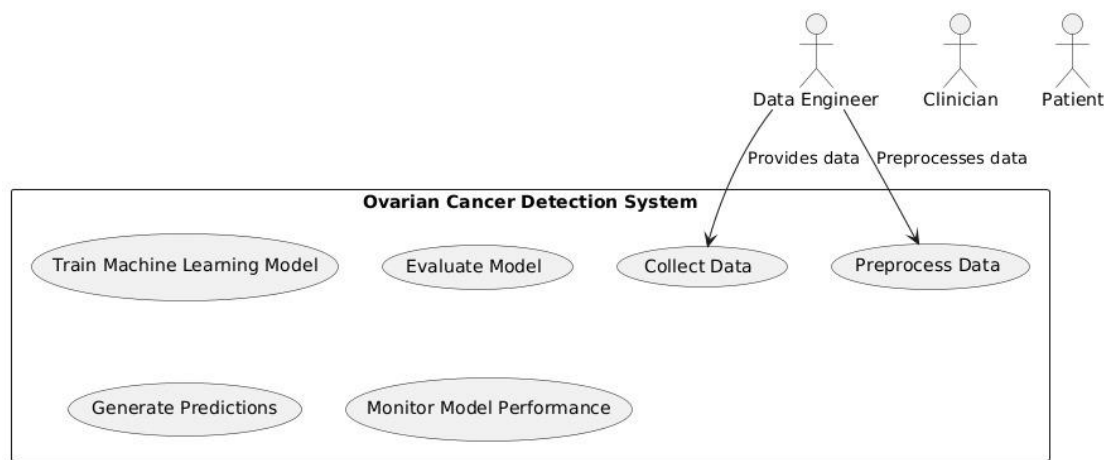 Data Engineer
Clinician
Patient
Provides data
Preprocesses data
Ovarian Cancer Detection System
Train Machine Learning Model
Evaluate Model
Collect Data
Preprocess Data
Generate Predictions
Monitor Model Performance